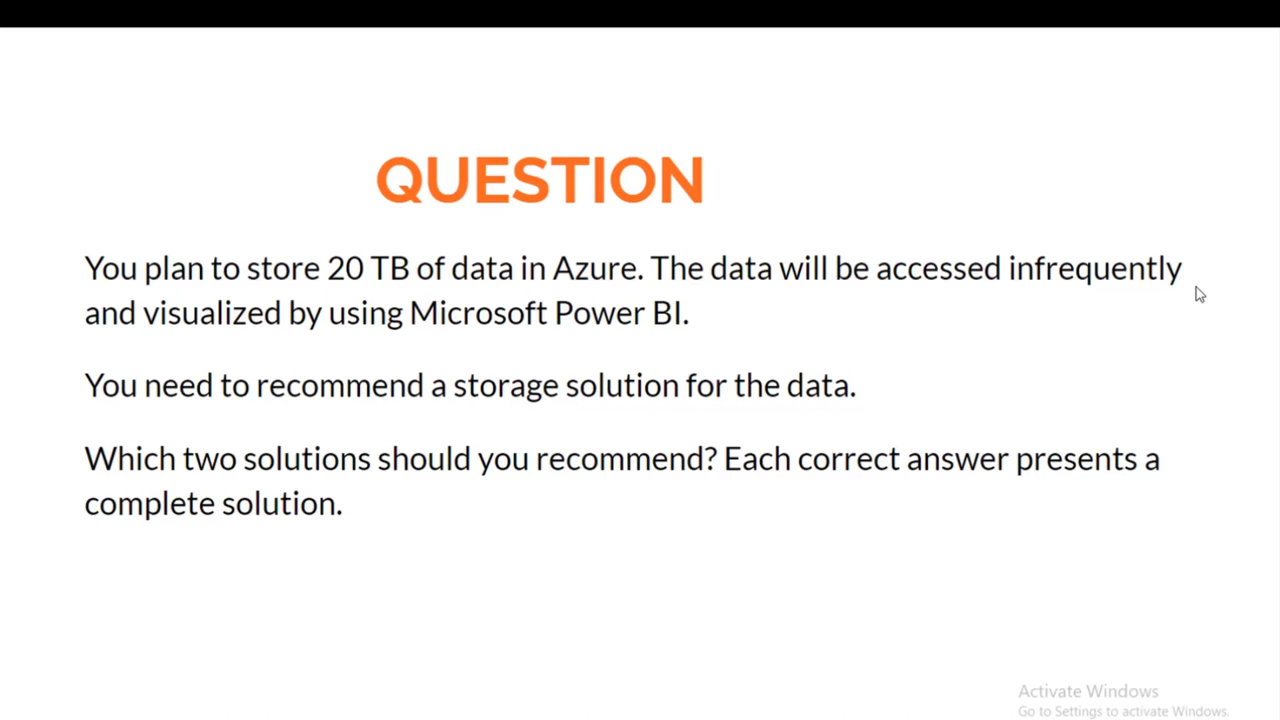 QUESTION
You plan to store 20 TB of data in Azure. The data will be accessed infrequently
and visualized by using Microsoft Power BI.
You need to recommend a storage solution for the data.
Which two solutions should you recommend? Each correct answer presents a
complete solution.
Activate Windows
Go to Settings to activate Windows.